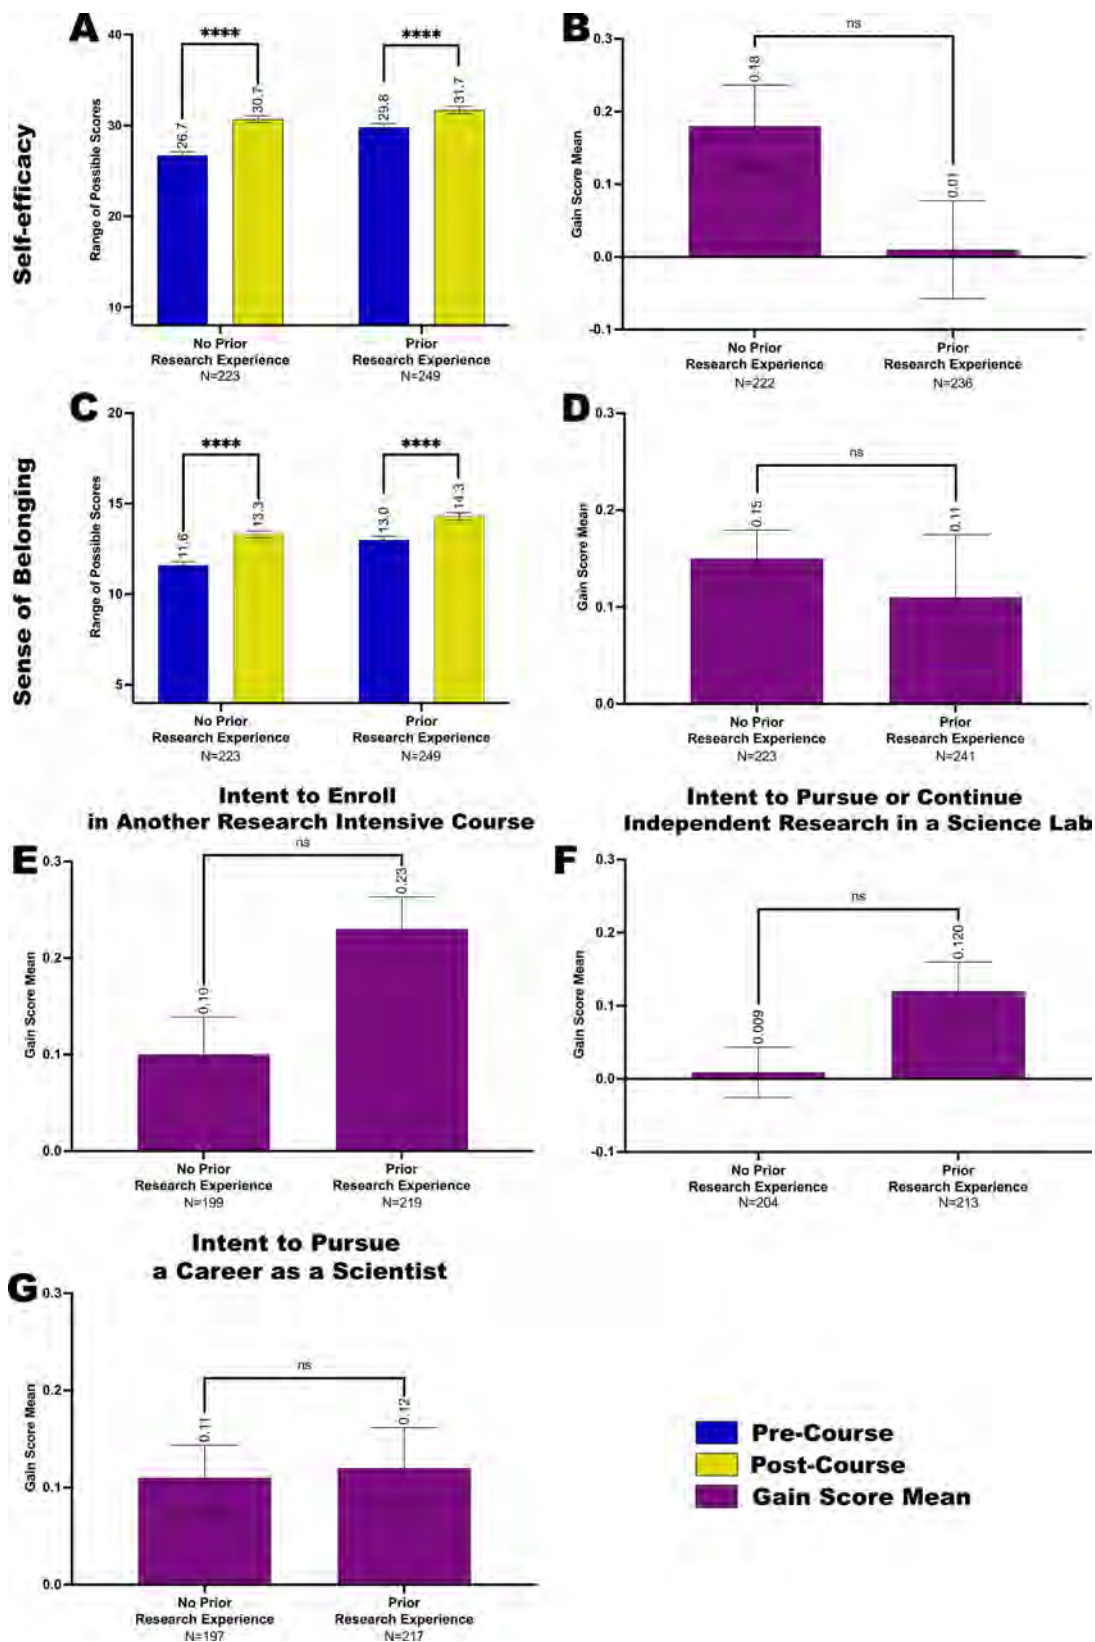 A
Self-efficacy
Range of Possible Scores
40
30
20
10
****
****
26.7
30.7
29.8
31.7
No Prior
Research Experience
N=223
Prior
Research Experience
N=249
B
Gain Score Mean
0.3
0.2
0.1
0.0
-0.1
ns
0.18
0.01
No Prior
Research Experience
N=222
Prior
Research Experience
N=236
C
Sense of Belonging
Range of Possible Scores
20
15
10
5
****
****
11.6
13.3
13.0
14.3
No Prior
Research Experience
N=223
Prior
Research Experience
N=249
D
Gain Score Mean
0.3
0.2
0.1
0.0
ns
0.15
0.11
No Prior
Research Experience
N=223
Prior
Research Experience
N=241
Intent to Enroll
in Another Research Intensive Course
E
Gain Score Mean
0.3
0.2
0.1
0.0
ns
0.10
0.23
No Prior
Research Experience
N=199
Prior
Research Experience
N=219
Intent to Pursue or Continue
Independent Research in a Science Lab
F
Gain Score Mean
0.3
0.2
0.1
0.0
-0.1
ns
0.009
0.120
No Prior
Research Experience
N=204
Prior
Research Experience
N=213
Intent to Pursue
a Career as a Scientist
G
Gain Score Mean
0.3
0.2
0.1
0.0
ns
0.11
0.12
No Prior
Research Experience
N=197
Prior
Research Experience
N=217
Pre-Course
Post-Course
Gain Score Mean